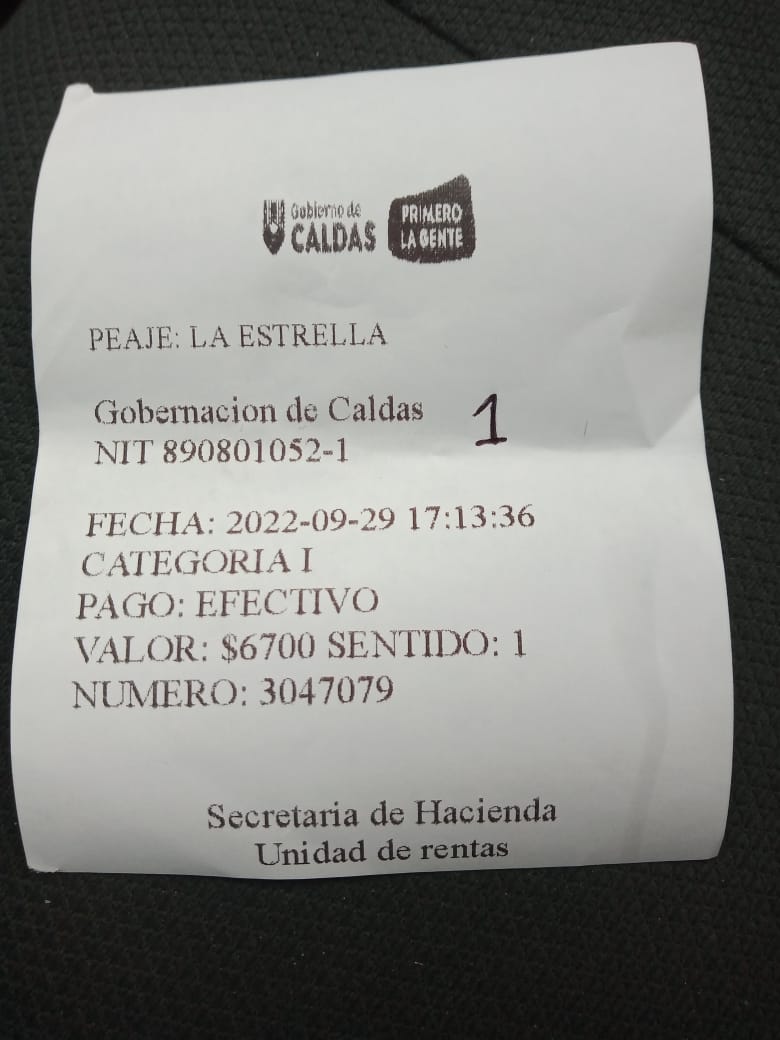 Gobierno de
CALDAS
PRIMERO
LA GENTE
PEAJE: LA ESTRELLA
Gobernacion de Caldas
1
NIT 890801052-1
FECHA: 2022-09-29 17:13:36
CATEGORIA I
PAGO: EFECTIVO
VALOR: $6700 SENTIDO: 1
NUMERO: 3047079
Secretaria de Hacienda
Unidad de rentas